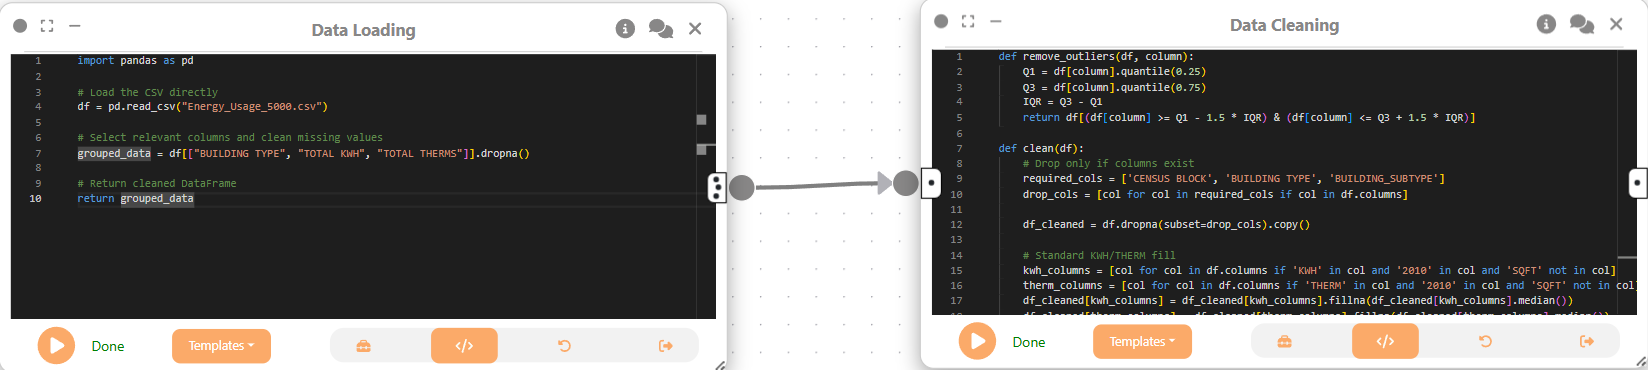 Data Loading
1 import pandas as pd
2
3 # Load the CSV directly
4 df = pd.read_csv("Energy_Usage_5000.csv")
5
6 # Select relevant columns and clean missing values
7 grouped_data = df[["BUILDING TYPE", "TOTAL KWH", "TOTAL THERMS"]].dropna()
8
9 # Return cleaned DataFrame
10 return grouped_data
Done
Templates
Data Cleaning
1 def remove_outliers(df, column):
2 Q1 = df[column].quantile(0.25)
3 Q3 = df[column].quantile(0.75)
4 IQR = Q3 - Q1
5 return df[(df[column] >= Q1 - 1.5 * IQR) & (df[column] <= Q3 + 1.5 * IQR)]
6
7 def clean(df):
8 # Drop only if columns exist
9 required_cols = ['CENSUS BLOCK', 'BUILDING TYPE', 'BUILDING_SUBTYPE']
10 drop_cols = [col for col in required_cols if col in df.columns]
11
12 df_cleaned = df.dropna(subset=drop_cols).copy()
13
14 # Standard KWH/THERM fill
15 kwh_columns = [col for col in df.columns if 'KWH' in col and '2010' in col and 'SQFT' not in col]
16 therm_columns = [col for col in df.columns if 'THERM' in col and '2010' in col and 'SQFT' not in col
17 df_cleaned[kwh_columns] = df_cleaned[kwh_columns].fillna(df_cleaned[kwh_columns].median())
Done
Templates